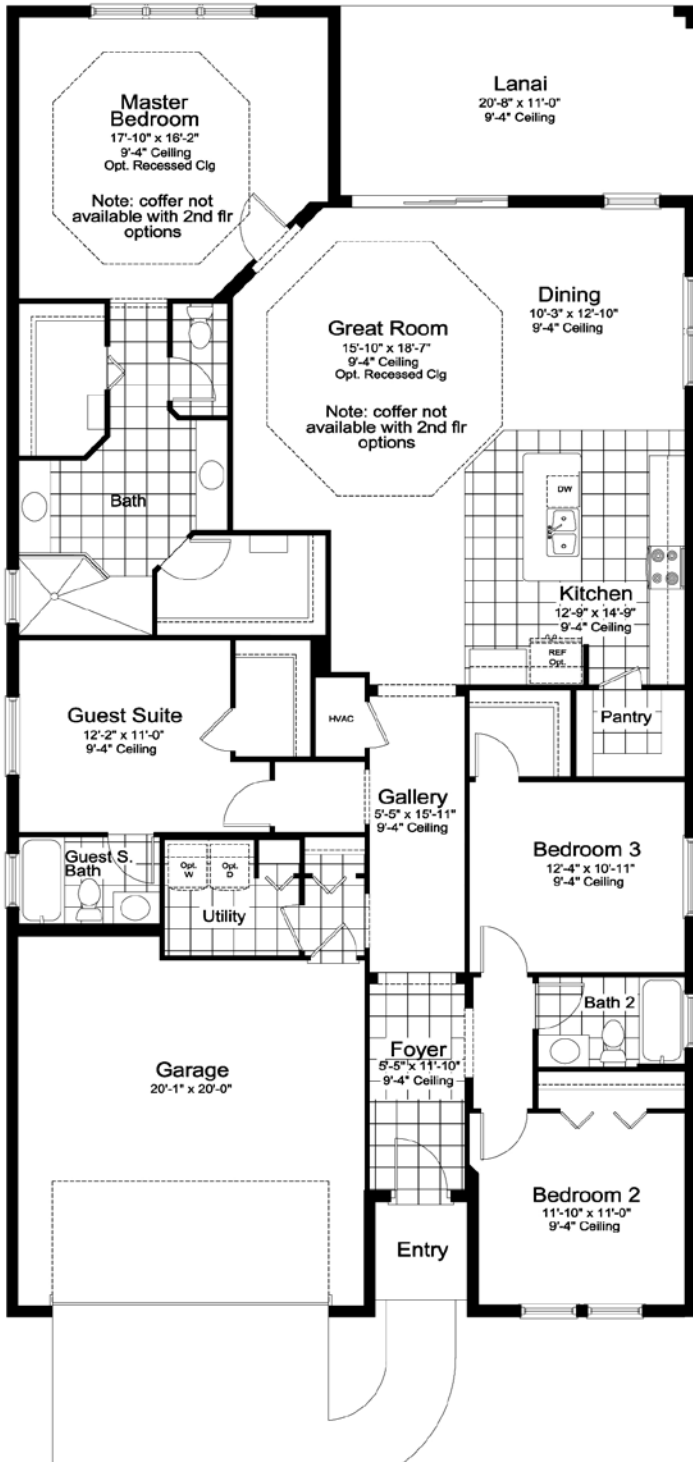 Master
Bedroom
17'-10" x 16'-2"
9'-4" Ceiling
Opt. Recessed Clg
Note: coffer not
available with 2nd flr
options
Lanai
20'-8" x 11'-0"
9'-4" Ceiling
Dining
10'-3" x 12'-10"
9'-4" Ceiling
Great Room
15'-10" x 18'-7"
9'-4" Ceiling
Opt. Recessed Clg
Note: coffer not
available with 2nd flr
options
Bath
DW
Kitchen
12'-9" x 14'-9"
9'-4" Ceiling
REF
Opt.
Guest Suite
12'-2" x 11'-0"
9'-4" Ceiling
HVAC
Pantry
Gallery
5'-5" x 15'-11"
9'-4" Ceiling
Bedroom 3
12'-4" x 10'-11"
9'-4" Ceiling
Guest S.
Bath
Opt.
W
Opt.
D
Utility
Bath 2
Foyer
5'-5" x 11'-10"
9'-4" Ceiling
Garage
20'-1" x 20'-0"
Bedroom 2
11'-10" x 11'-0"
9'-4" Ceiling
Entry